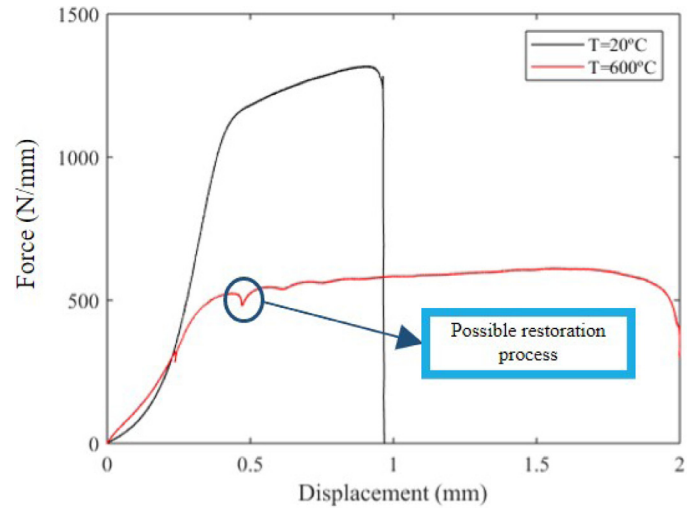 1500
1000
500
0
0
0.5
1
1.5
2
Force (N/mm)
Displacement (mm)
T=20ºC
T=600ºC
Possible restoration
process